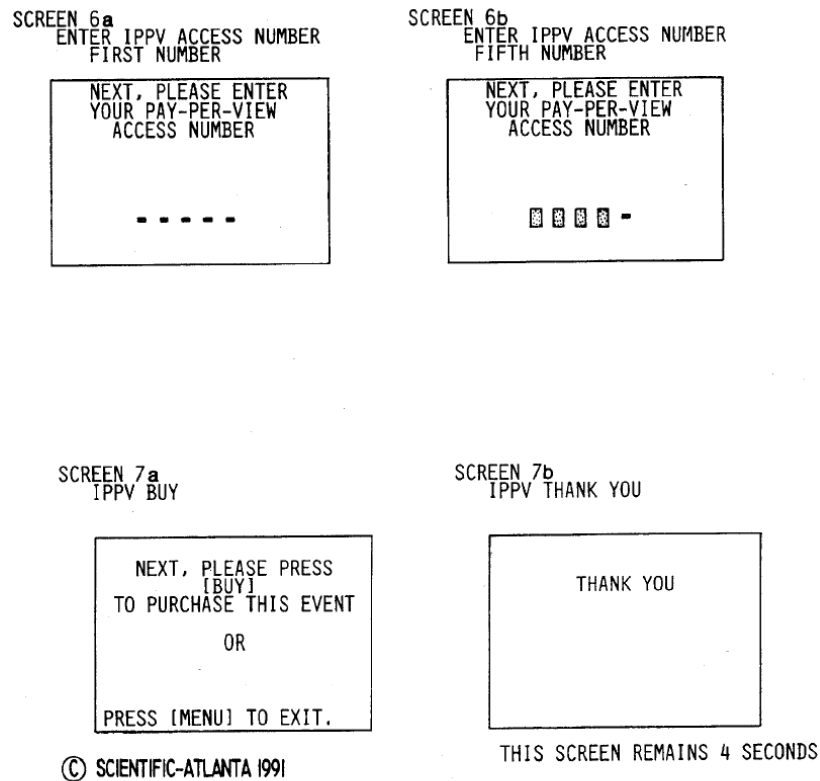 SCREEN 6a
ENTER IPPV ACCESS NUMBER
FIRST NUMBER
NEXT, PLEASE ENTER
YOUR PAY-PER-VIEW
ACCESS NUMBER
- - - - -
SCREEN 6b
ENTER IPPV ACCESS NUMBER
FIFTH NUMBER
NEXT, PLEASE ENTER
YOUR PAY-PER-VIEW
ACCESS NUMBER
-
SCREEN 7a
IPPV BUY
NEXT, PLEASE PRESS
[BUY]
TO PURCHASE THIS EVENT
OR
PRESS [MENU] TO EXIT.
© SCIENTIFIC-ATLANTA 1991
SCREEN 7b
IPPV THANK YOU
THANK YOU
THIS SCREEN REMAINS 4 SECONDS